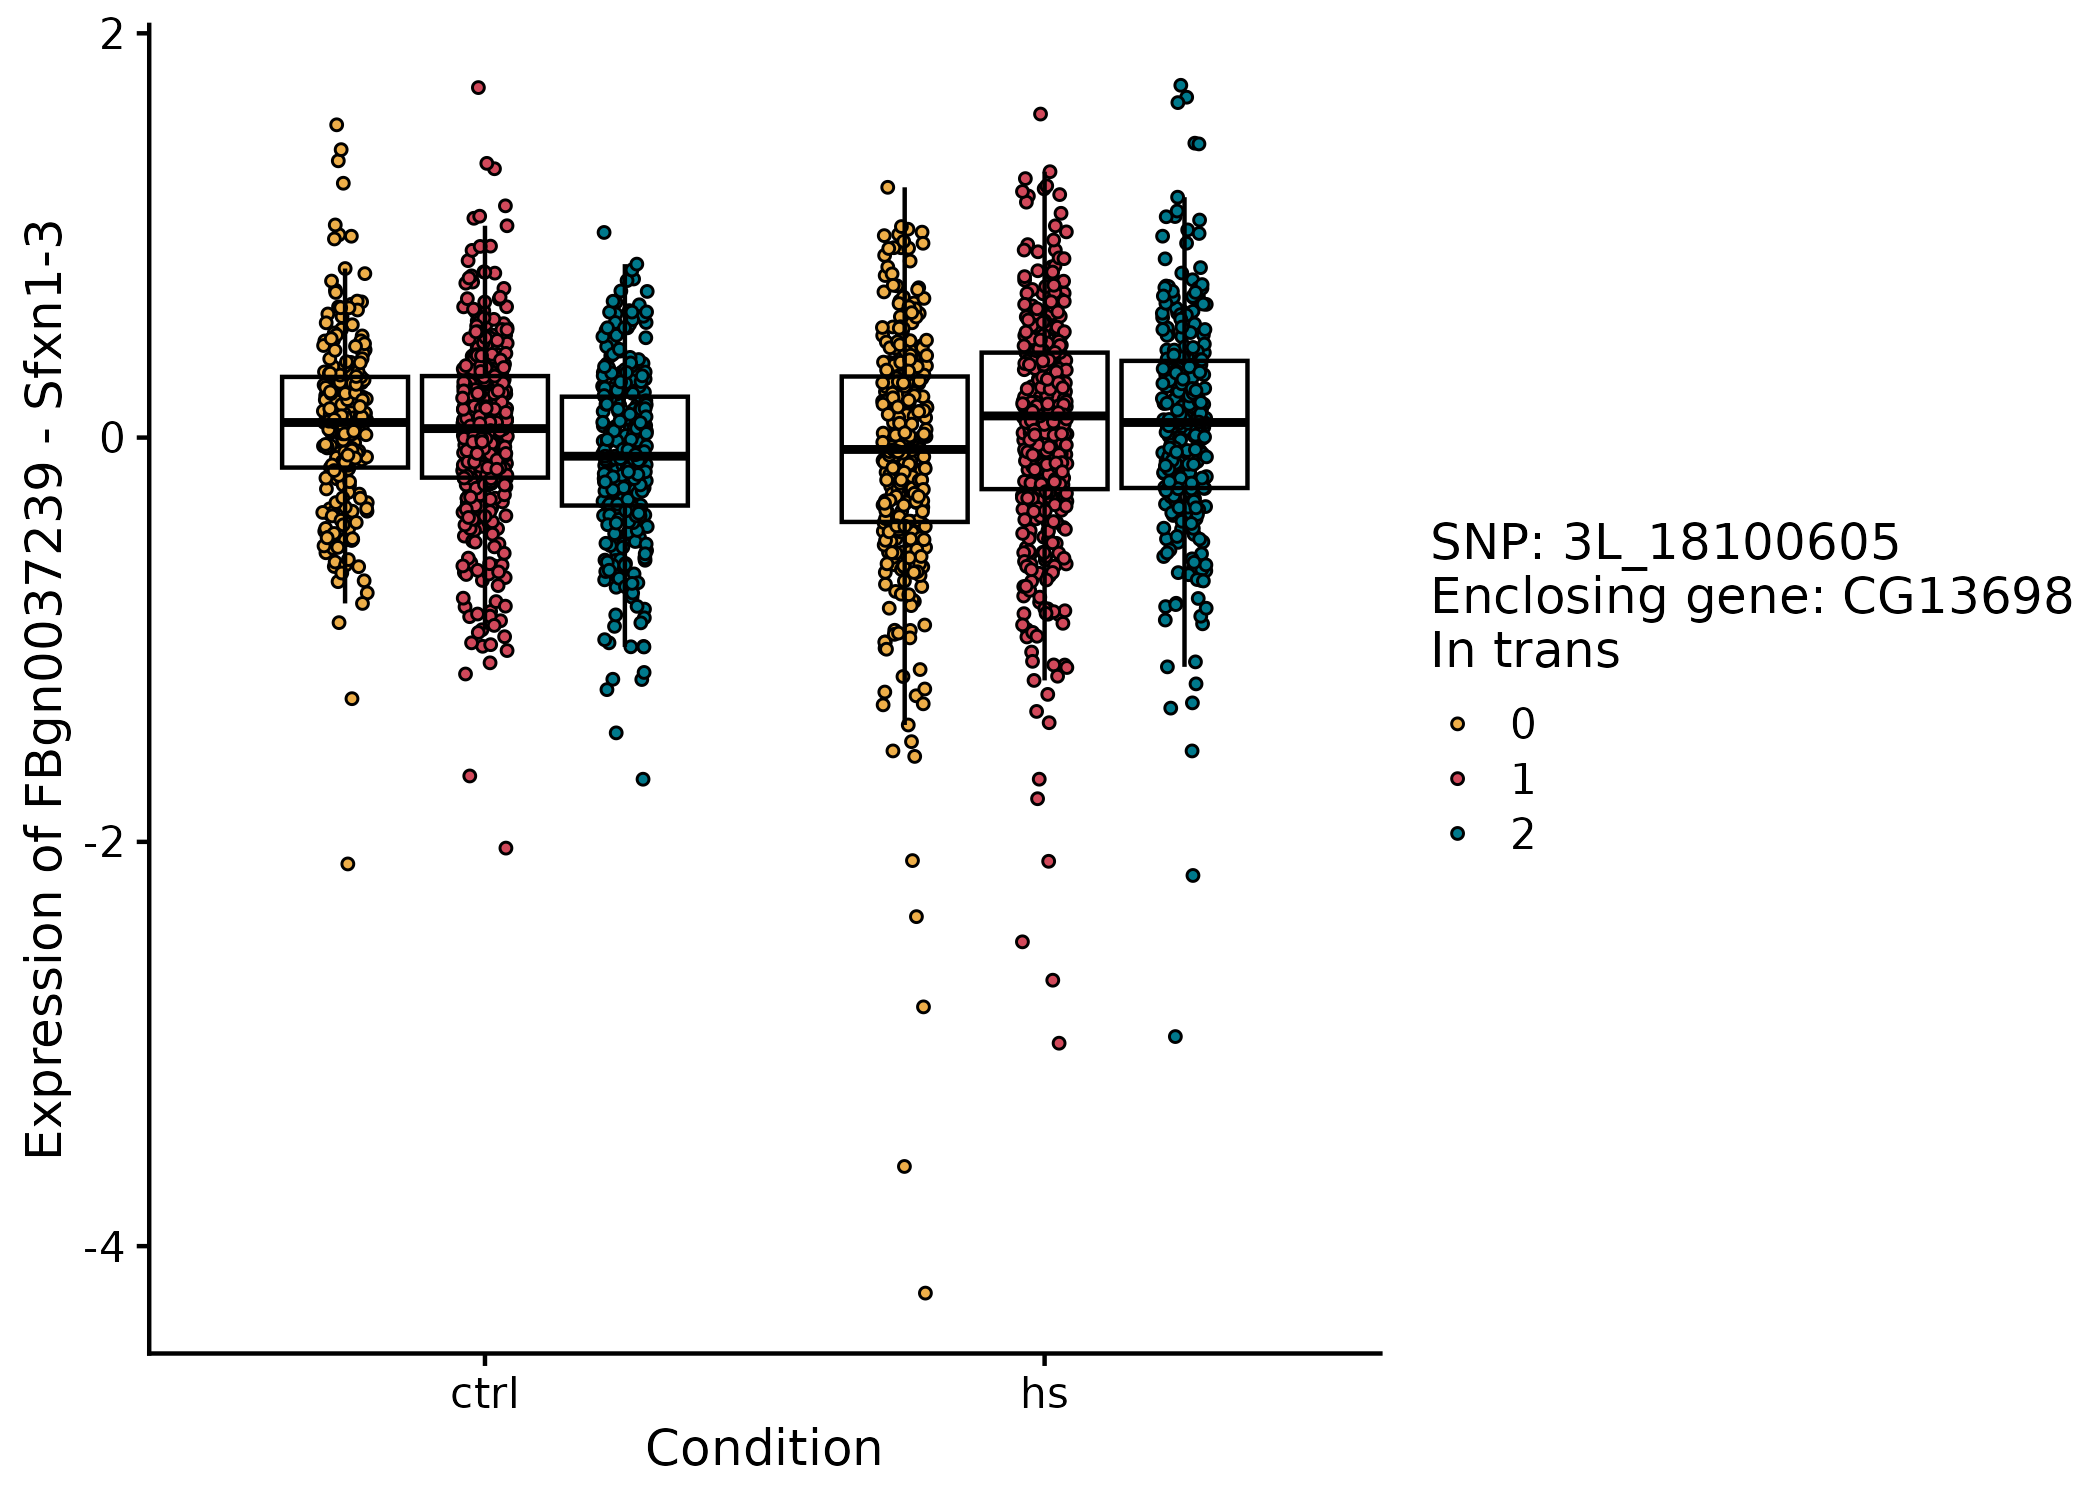 Expression of FBgn0037239 - Sfxn1-3
2
0
-2
-4
ctrl
hs
Condition
SNP: 3L_18100605
Enclosing gene: CG13698
In trans
0
1
2